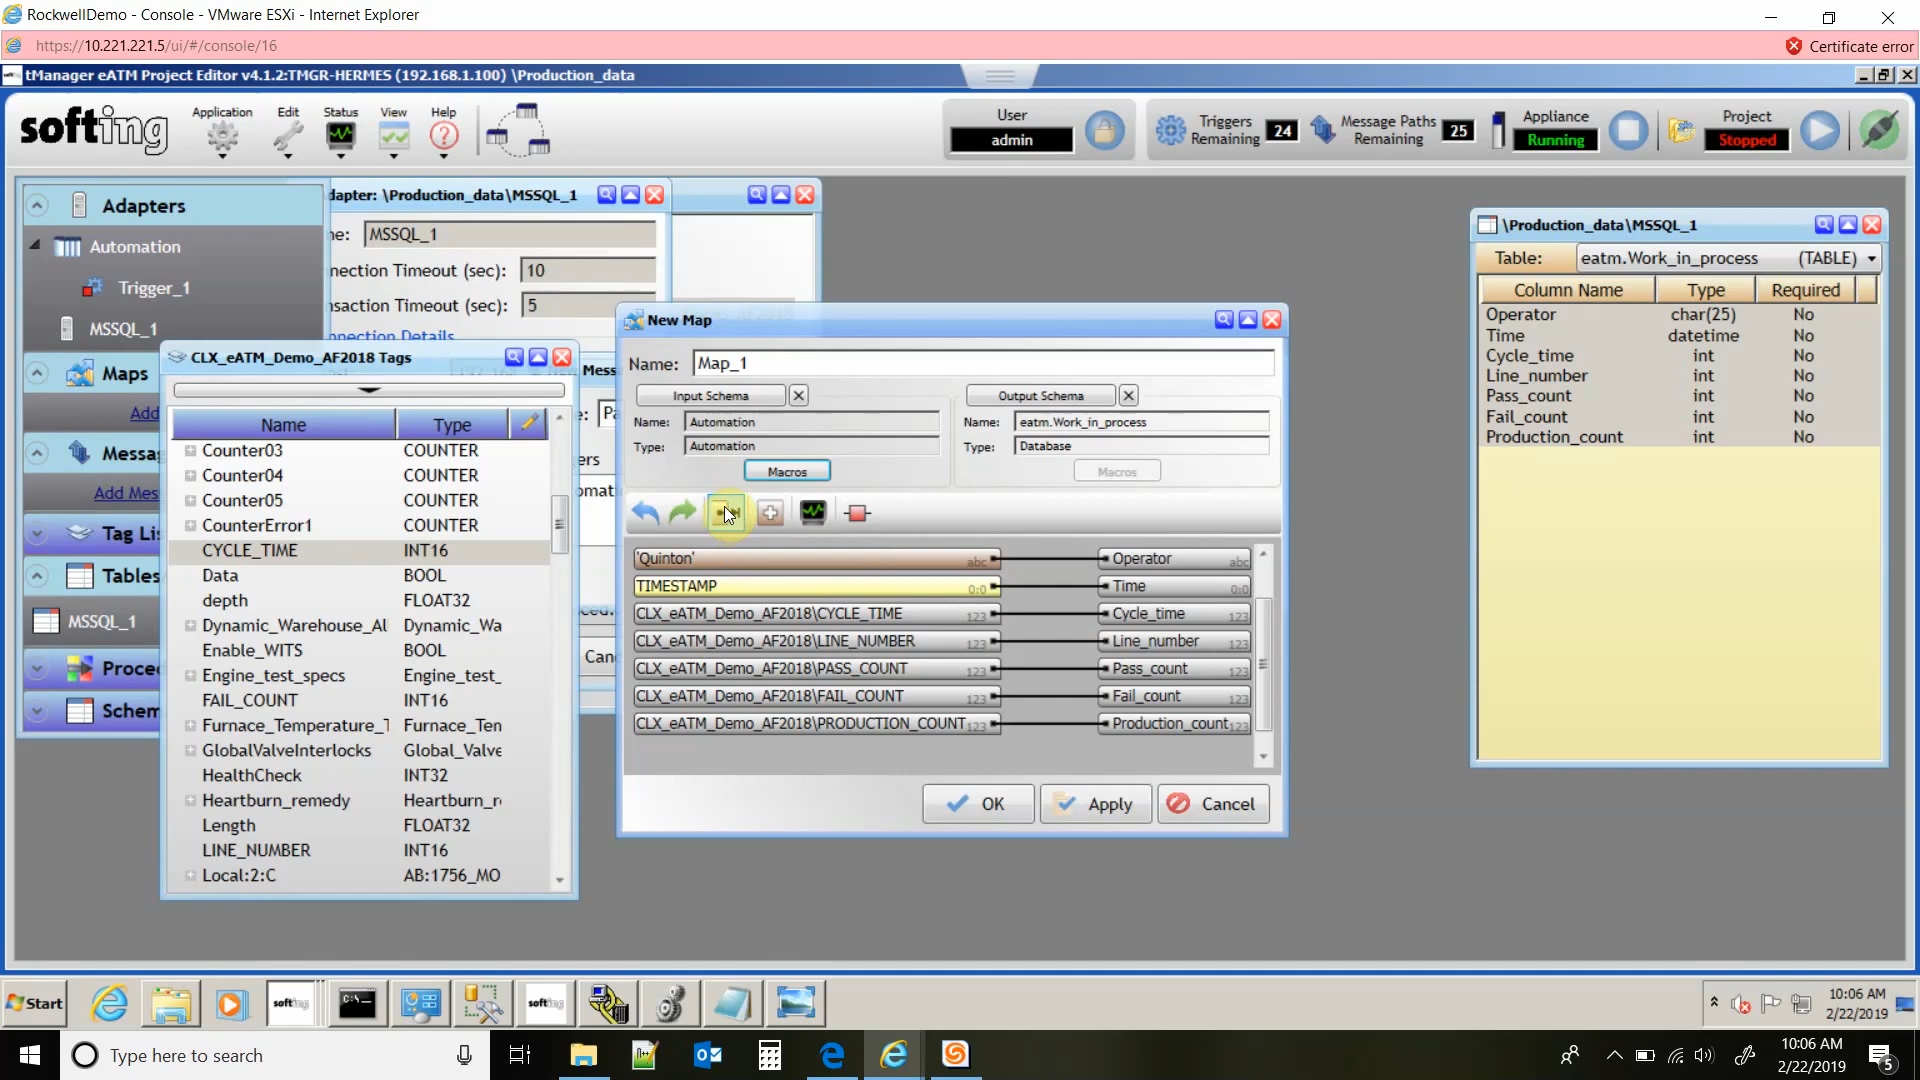 RockwellDemo - Console - VMware ESXi - Internet Explorer
https://10.221.221.5/ui/#/console/16
Certificate error
tManager eATM Project Editor v4.1.2:TMGR-HERMES (192.168.1.100) \Production_data
softing
Application
Edit
Status
View
Help
User
admin
Triggers Remaining
24
Message Paths Remaining
25
Appliance
Running
Project
Stopped
Adapters
Automation
Trigger_1
MSSQL_1
Maps
Add
Messa
Add Mes
Tag Li
Tables
MSSQL_1
Proce
Schem
dapter: \Production_data\MSSQL_1
ne:
MSSQL_1
nnection Timeout (sec):
10
nsaction Timeout (sec):
5
nnection Details
Mess
Pa
Canc
CLX_eATM_Demo_AF2018 Tags
Name
Type
Counter03
COUNTER
Counter04
COUNTER
Counter05
COUNTER
CounterError1
COUNTER
CYCLE_TIME
INT16
Data
BOOL
depth
FLOAT32
Dynamic_Warehouse_Al
Dynamic_Wa
Enable_WITS
BOOL
Engine_test_specs
Engine_test_
FAIL_COUNT
INT16
Furnace_Temperature_T
Furnace_Ten
GlobalValveInterlocks
Global_Valve
HealthCheck
INT32
Heartburn_remedy
Heartburn_r
Length
FLOAT32
LINE_NUMBER
INT16
Local:2:C
AB:1756_MO
New Map
Name:
Map_1
Input Schema
Name:
Automation
Type:
Automation
Macros
Output Schema
Name:
eatm.Work_in_process
Type:
Database
Macros
'Quinton'
abc
Operator
abc
TIMESTAMP
0:0
Time
0:0
CLX_eATM_Demo_AF2018\CYCLE_TIME
123
Cycle_time
123
CLX_eATM_Demo_AF2018\LINE_NUMBER
123
Line_number
123
CLX_eATM_Demo_AF2018\PASS_COUNT
123
Pass_count
123
CLX_eATM_Demo_AF2018\FAIL_COUNT
123
Fail_count
123
CLX_eATM_Demo_AF2018\PRODUCTION_COUNT
123
Production_count
123
OK
Apply
Cancel
\Production_data\MSSQL_1
Table:
eatm.Work_in_process
(TABLE)
Column Name
Type
Required
Operator
char(25)
No
Time
datetime
No
Cycle_time
int
No
Line_number
int
No
Pass_count
int
No
Fail_count
int
No
Production_count
int
No
Start
softing
softing
10:06 AM
2/22/2019
Type here to search
10:06 AM
2/22/2019
5